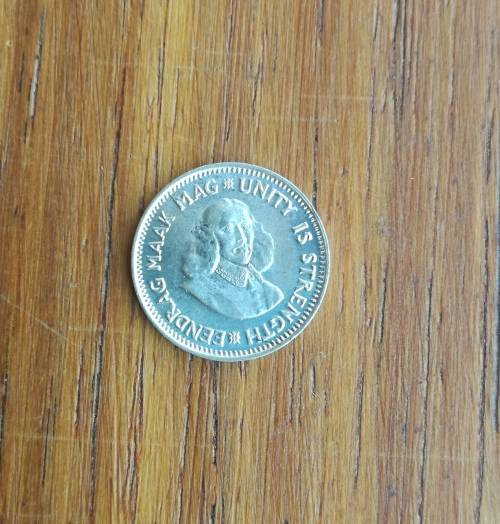 EENDRAG MAAK MAG ※ UNITY IS STRENGTH ※